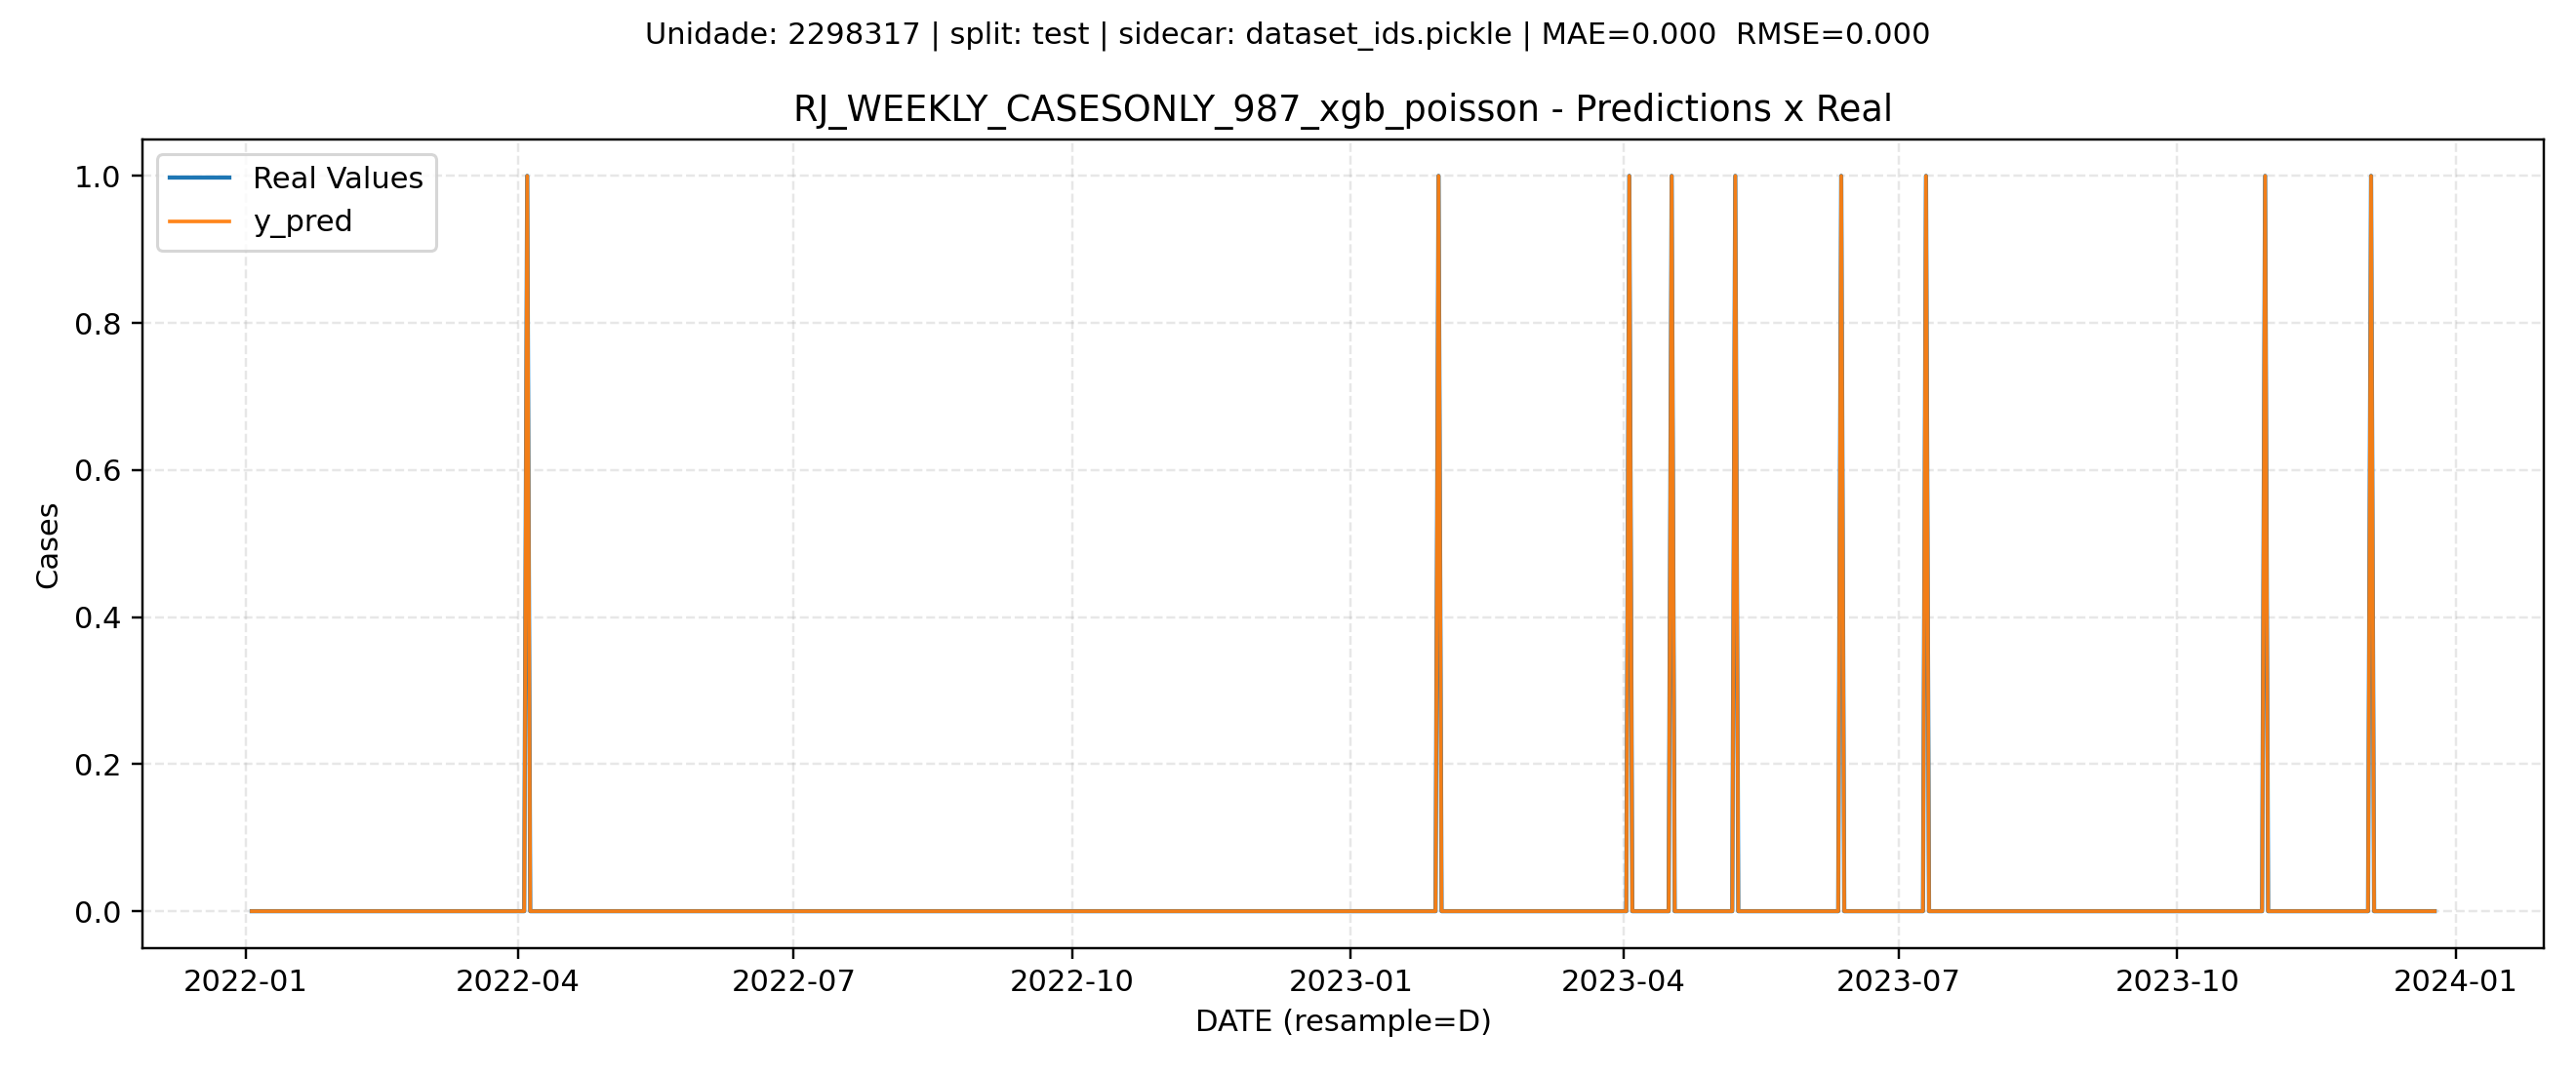 Unidade: 2298317 | split: test | sidecar: dataset_ids.pickle | MAE=0.000  RMSE=0.000
RJ_WEEKLY_CASESONLY_987_xgb_poisson - Predictions x Real
Real Values
y_pred
1.0
0.8
0.6
0.4
0.2
0.0
Cases
2022-01 2022-04 2022-07 2022-10 2023-01 2023-04 2023-07 2023-10 2024-01
DATE (resample=D)